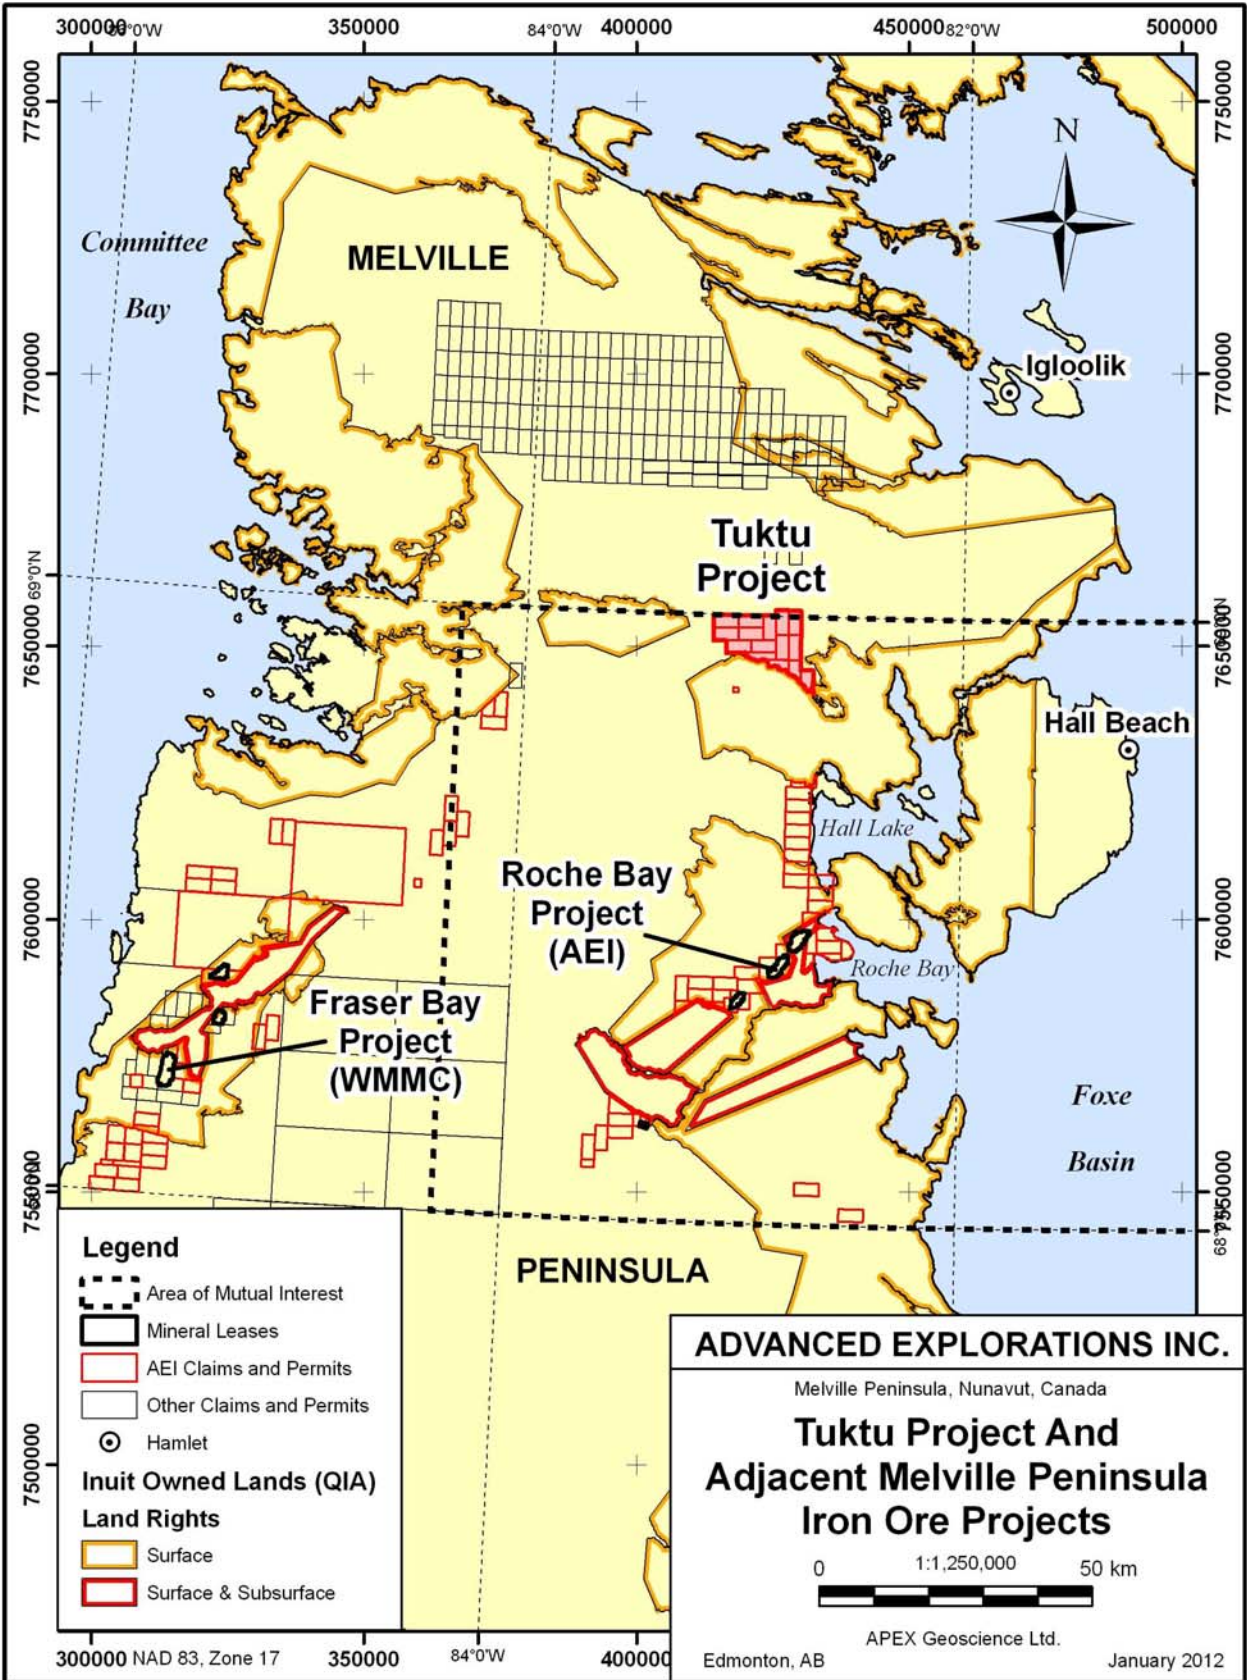 300000
350000
84°0'W
400000
450000
82°0'W
500000
7750000
7750000
N
Committee
Bay
MELVILLE
Igloolik
7700000
7700000
Tuktu
Project
69°0'N
7650000
7650000
Hall Beach
Hall Lake
Roche Bay
Project
(AEI)
7600000
7600000
Roche Bay
Fraser Bay
Project
(WMMC)
Foxe
Basin
7550000
7550000
PENINSULA
Legend
Area of Mutual Interest
Mineral Leases
AEI Claims and Permits
Other Claims and Permits
Hamlet
Inuit Owned Lands (QIA)
Land Rights
Surface
Surface & Subsurface
7500000
ADVANCED EXPLORATIONS INC.
Melville Peninsula, Nunavut, Canada
Tuktu Project And
Adjacent Melville Peninsula
Iron Ore Projects
0 1:1,250,000 50 km
APEX Geoscience Ltd.
Edmonton, AB January 2012
300000 NAD 83, Zone 17
350000
84°0'W
400000